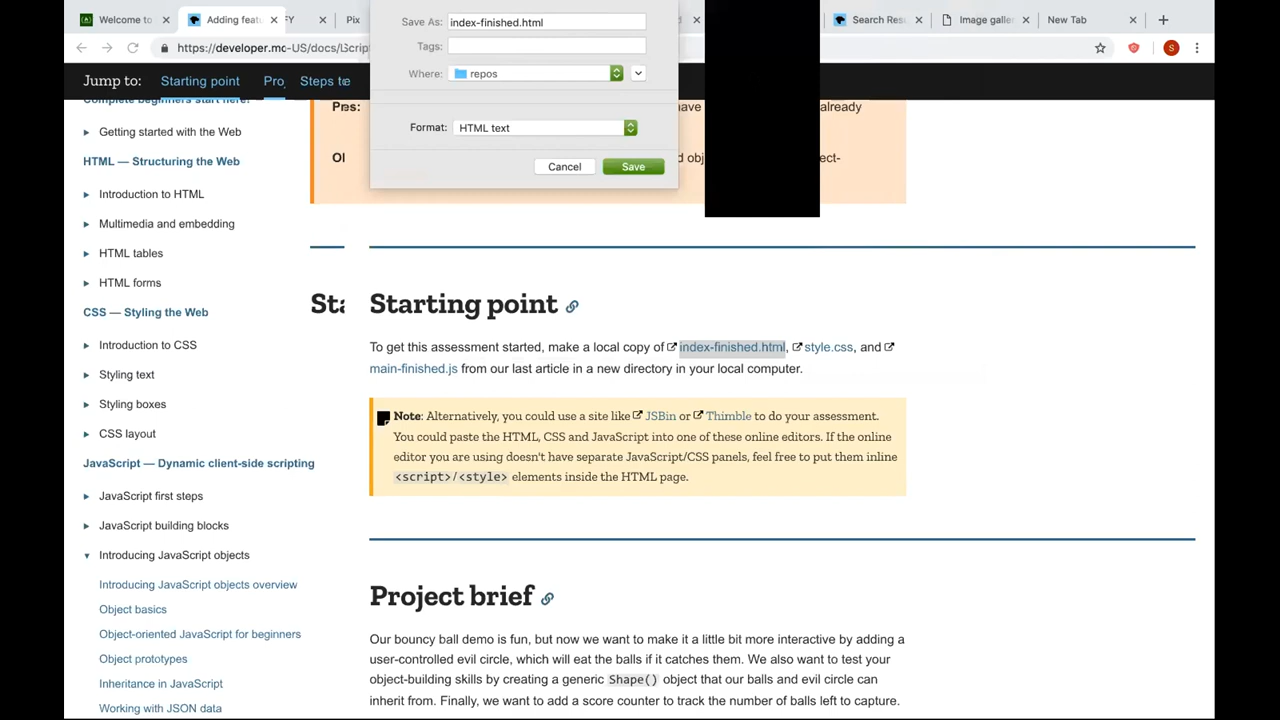 Welcome to
Adding featu
FY
Pix
Search Resu
Image galler
New Tab
https://developer.mo
-US/docs/L
Script
Save As: index-finished.html
Tags:
Where: repos
Format: HTML text
Cancel
Save
Jump to:
Starting point
Pro
Steps to
Complete beginners start here!
Getting started with the Web
HTML — Structuring the Web
Introduction to HTML
Multimedia and embedding
HTML tables
HTML forms
CSS — Styling the Web
Introduction to CSS
Styling text
Styling boxes
CSS layout
JavaScript — Dynamic client-side scripting
JavaScript first steps
JavaScript building blocks
Introducing JavaScript objects
Introducing JavaScript objects overview
Object basics
Object-oriented JavaScript for beginners
Object prototypes
Inheritance in JavaScript
Working with JSON data
have
already
ect-
Starting point
To get this assessment started, make a local copy of index-finished.html, style.css, and
main-finished.js from our last article in a new directory in your local computer.
Note: Alternatively, you could use a site like JSBin or Thimble to do your assessment.
You could paste the HTML, CSS and JavaScript into one of these online editors. If the online
editor you are using doesn't have separate JavaScript/CSS panels, feel free to put them inline
<script>/<style> elements inside the HTML page.
Project brief
Our bouncy ball demo is fun, but now we want to make it a little bit more interactive by adding a
user-controlled evil circle, which will eat the balls if it catches them. We also want to test your
object-building skills by creating a generic Shape() object that our balls and evil circle can
inherit from. Finally, we want to add a score counter to track the number of balls left to capture.